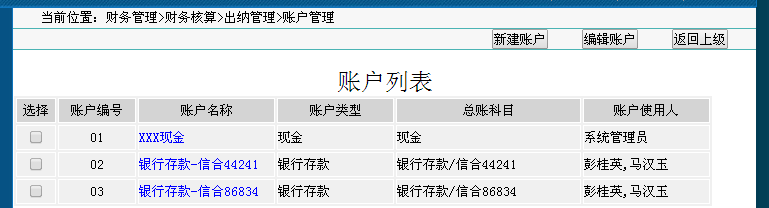 当前位置：财务管理>财务核算>出纳管理>账户管理
新建账户 编辑账户 返回上级
账户列表
选择 账户编号 账户名称 账户类型 总账科目 账户使用人
01 XXX现金 现金 现金 系统管理员
02 银行存款-信合44241 银行存款 银行存款/信合44241 彭桂英,马汉玉
03 银行存款-信合86834 银行存款 银行存款/信合86834 彭桂英,马汉玉